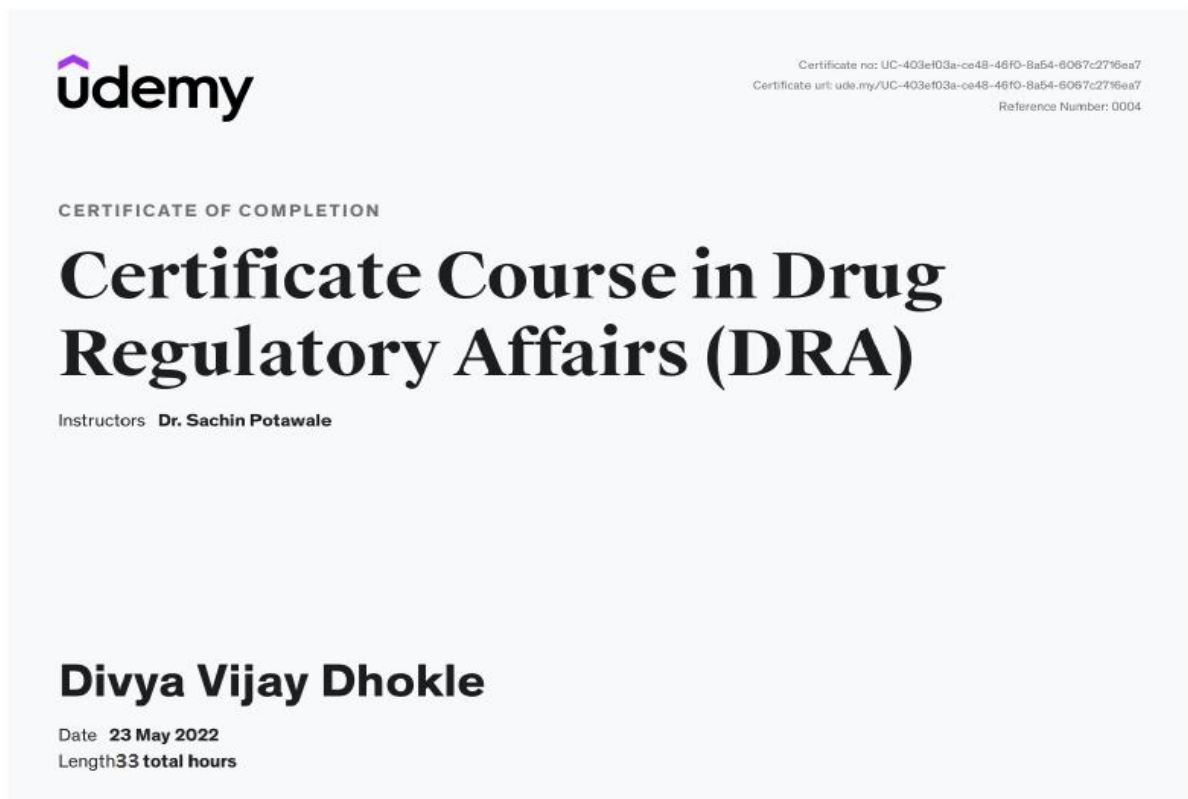 udemy
Certificate no: UC-403ef03a-ce48-46f0-8a54-6067c2716ea7
Certificate url: ude.my/UC-403ef03a-ce48-46f0-8a54-6067c2716ea7
Reference Number: 0004
CERTIFICATE OF COMPLETION
Certificate Course in Drug
Regulatory Affairs (DRA)
Instructors Dr. Sachin Potawale
Divya Vijay Dhokle
Date 23 May 2022
Length33 total hours